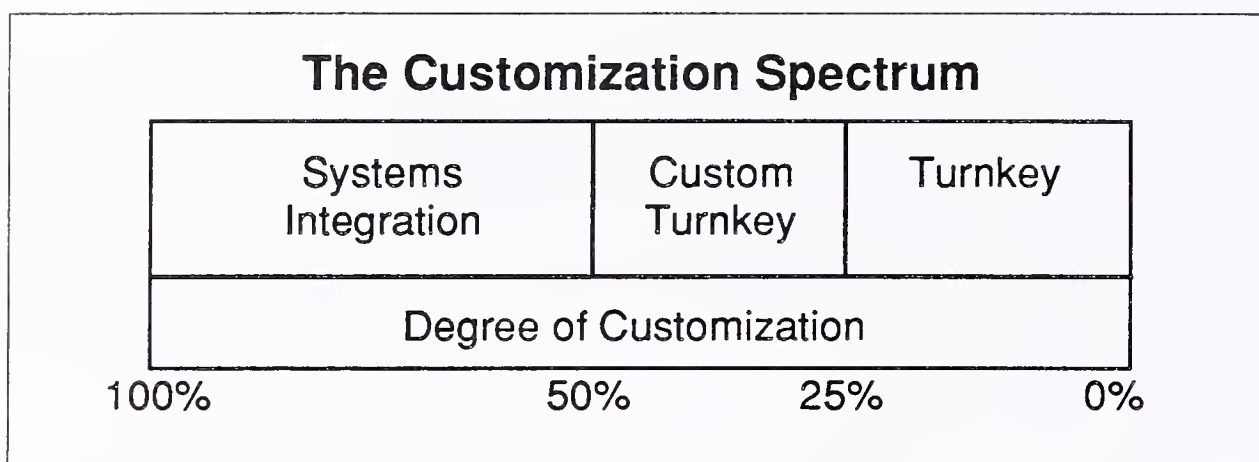 The Customization Spectrum
Systems
Integration
Custom
Turnkey
Turnkey
Degree of Customization
100% 50% 25% 0%